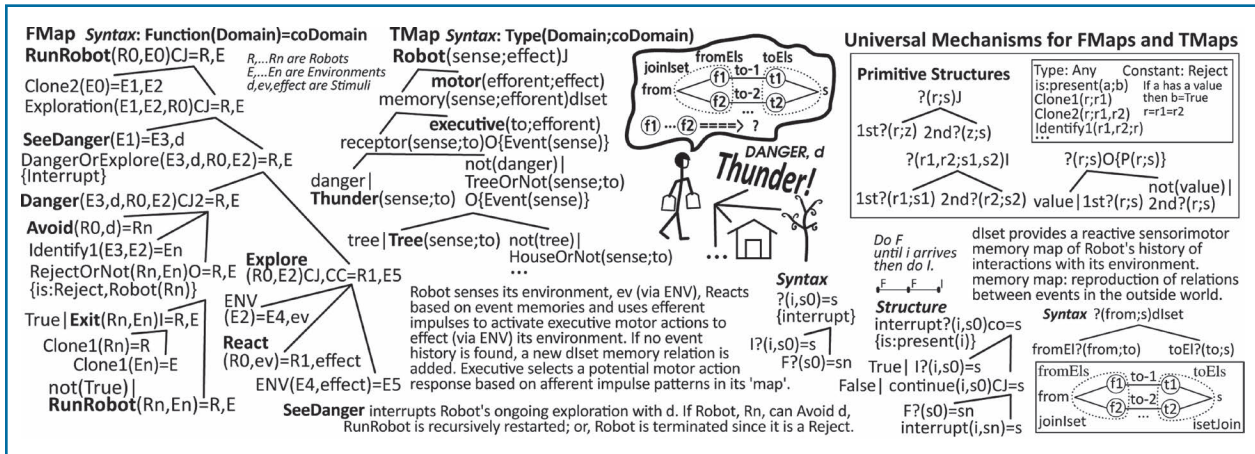 FMap Syntax: Function(Domain)=coDomain
RunRobot(R0,E0)CJ=R,E
R,...Rn are Robots
E,...En are Environments
d,ev,effect are Stimuli
Clone2(E0)=E1,E2
Exploration(E1,E2,R0)CJ=R,E
SeeDanger(E1)=E3,d
DangerOrExplore(E3,d,R0,E2)=R,E
{Interrupt}
Danger(E3,d,R0,E2)CJ2=R,E
Avoid(R0,d)=Rn
Identify1(E3,E2)=En
RejectOrNot(Rn,En)O=R,E
{is:Reject,Robot(Rn)}
True|Exit(Rn,En)I=R,E
Clone1(Rn)=R
Clone1(En)=E
not(True)|
RunRobot(Rn,En)=R,E
Explore
(R0,E2)CJ,CC=R1,E5
ENV
(E2)=E4,ev
React
(R0,ev)=R1,effect
ENV(E4,effect)=E5
TMap Syntax: Type(Domain;coDomain)
Robot(sense;effect)J
motor(efforent;effect)
memory(sense;efforent)dIset
executive(to;efforent)
receptor(sense;to)O{Event(sense)}
danger|
Thunder(sense;to)
not(danger)|
TreeOrNot(sense;to)
O{Event(sense)}
tree|Tree(sense;to)
not(tree)|
HouseOrNot(sense;to)
...
fromEls toEls
joinIset
from
f1 to-1 t1
f2 to-2 t2
...
s
f1 ... f2 ====> ?
DANGER, d
Thunder!
Robot senses its environment, ev (via ENV), Reacts
based on event memories and uses efferent
impulses to activate executive motor actions to
effect (via ENV) its environment. If no event
history is found, a new dIset memory relation is
added. Executive selects a potential motor action
response based on afferent impulse patterns in its 'map'.
SeeDanger interrupts Robot's ongoing exploration with d. If Robot, Rn, can Avoid d,
RunRobot is recursively restarted; or, Robot is terminated since it is a Reject.
Syntax
?(i,s0)=s
{interrupt}
I?(i,s0)=s
F?(s0)=sn
Universal Mechanisms for FMaps and TMaps
Primitive Structures
?(r;s)J
1st?(r;z) 2nd?(z;s)
Type: Any Constant: Reject
is:present(a;b) If a has a value
Clone1(r;r1) then b=True
Clone2(r;r1,r2) r=r1=r2
Identify1(r1,r2;r)
...
?(r1,r2;s1,s2)I
1st?(r1;s1) 2nd?(r2;s2)
?(r;s)O{P(r;s)}
value|1st?(r;s)
not(value)|
2nd?(r;s)
Do F
until i arrives
then do I.
F F I
Structure
interrupt?(i,s0)co=s
{is:present(i)}
True| I?(i,s0)=s
False| continue(i,s0)CJ=s
F?(s0)=sn
interrupt(i,sn)=s
dIset provides a reactive sensorimotor
memory map of Robot's history of
interactions with its environment.
memory map: reproduction of relations
between events in the outside world.
Syntax ?(from;s)dIset
fromEl?(from;to) toEl?(to;s)
fromEls toEls
from
f1 to-1 t1
f2 to-2 t2
...
s
joinIset isetJoin